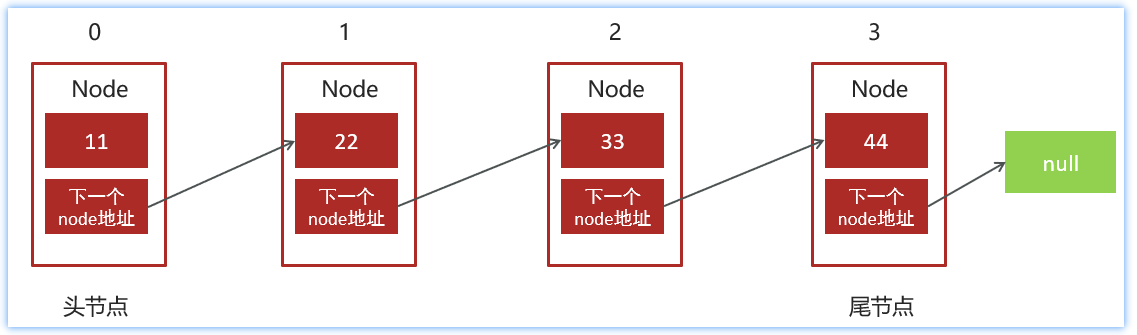 0
1
2
3
Node
Node
Node
Node
11
22
33
44
null
下一个
node地址
下一个
node地址
下一个
node地址
下一个
node地址
头节点
尾节点